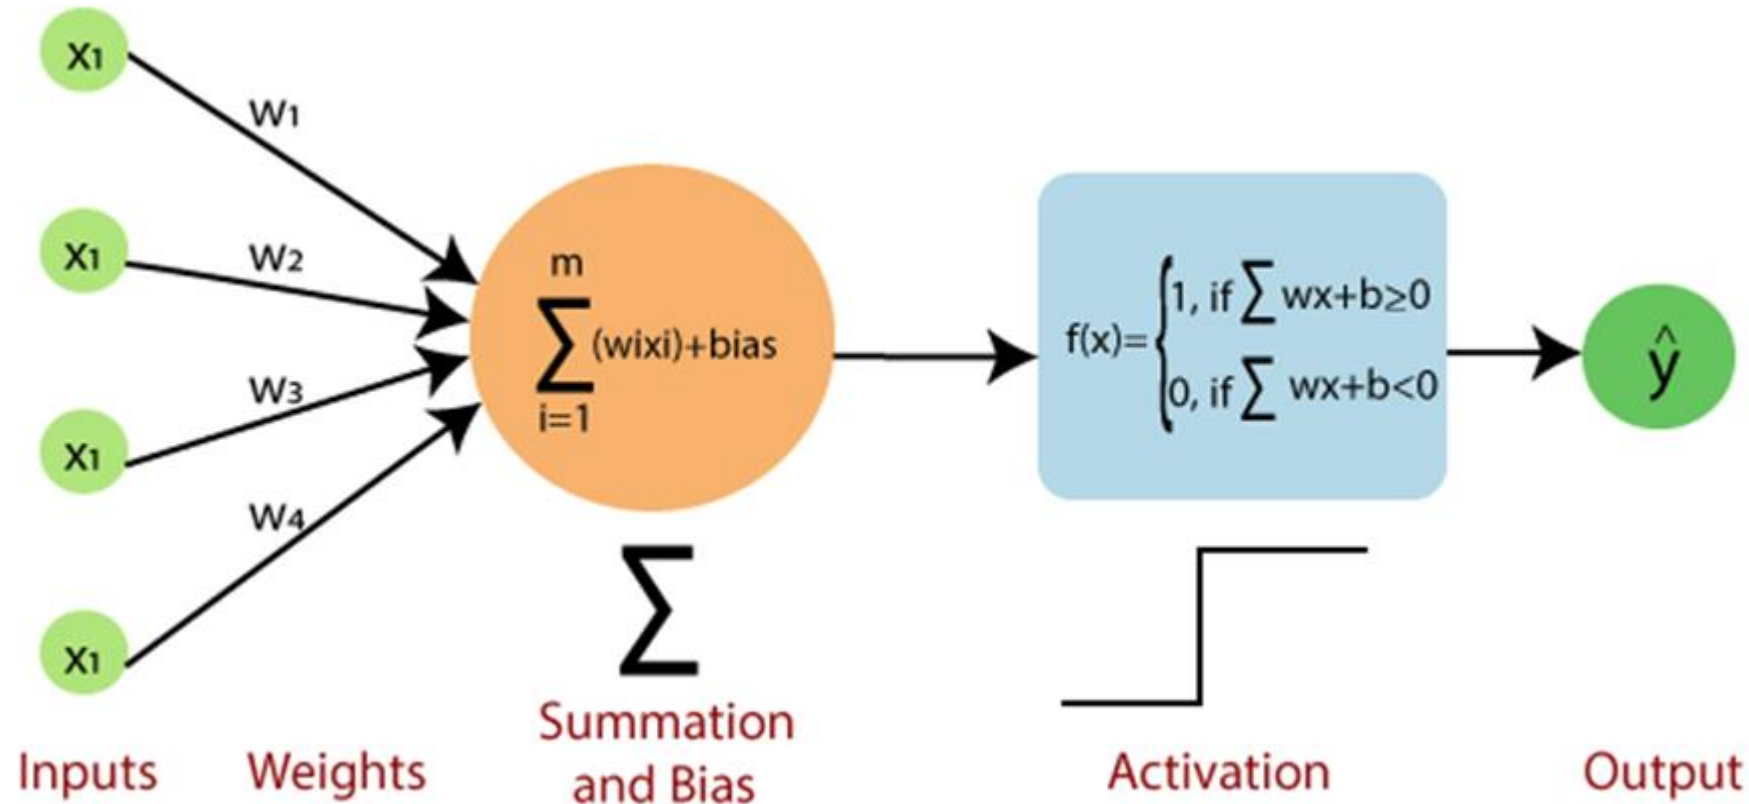 x1
w1
x1
w2
x1
w3
x1
w4
m
∑(wixi)+bias
i=1
∑
f(x)={1, if ∑ wx+b≥0
0, if ∑ wx+b<0
ŷ
Inputs
Weights
Summation
and Bias
Activation
Output